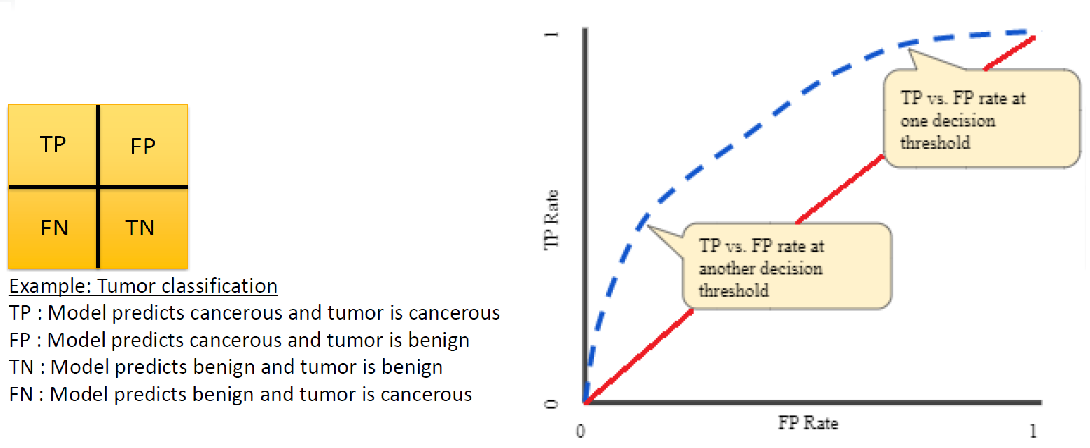 TP
FP
FN
TN
Example: Tumor classification
TP : Model predicts cancerous and tumor is cancerous
FP : Model predicts cancerous and tumor is benign
TN : Model predicts benign and tumor is benign
FN : Model predicts benign and tumor is cancerous
1
TP Rate
0
TP vs. FP rate at
one decision
threshold
TP vs. FP rate at
another decision
threshold
0
FP Rate
1